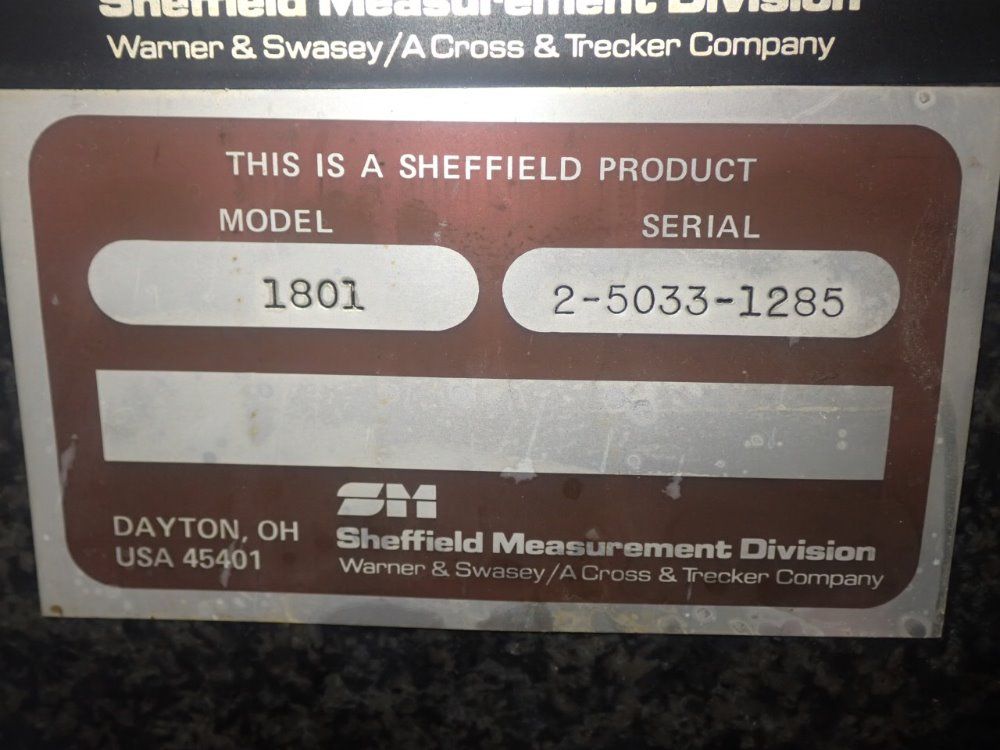 Sheffield Measurement Division
Warner & Swasey/A Cross & Trecker Company
THIS IS A SHEFFIELD PRODUCT
MODEL SERIAL
1801 2-5033-1285
SM
DAYTON, OH
USA 45401
Sheffield Measurement Division
Warner & Swasey/A Cross & Trecker Company